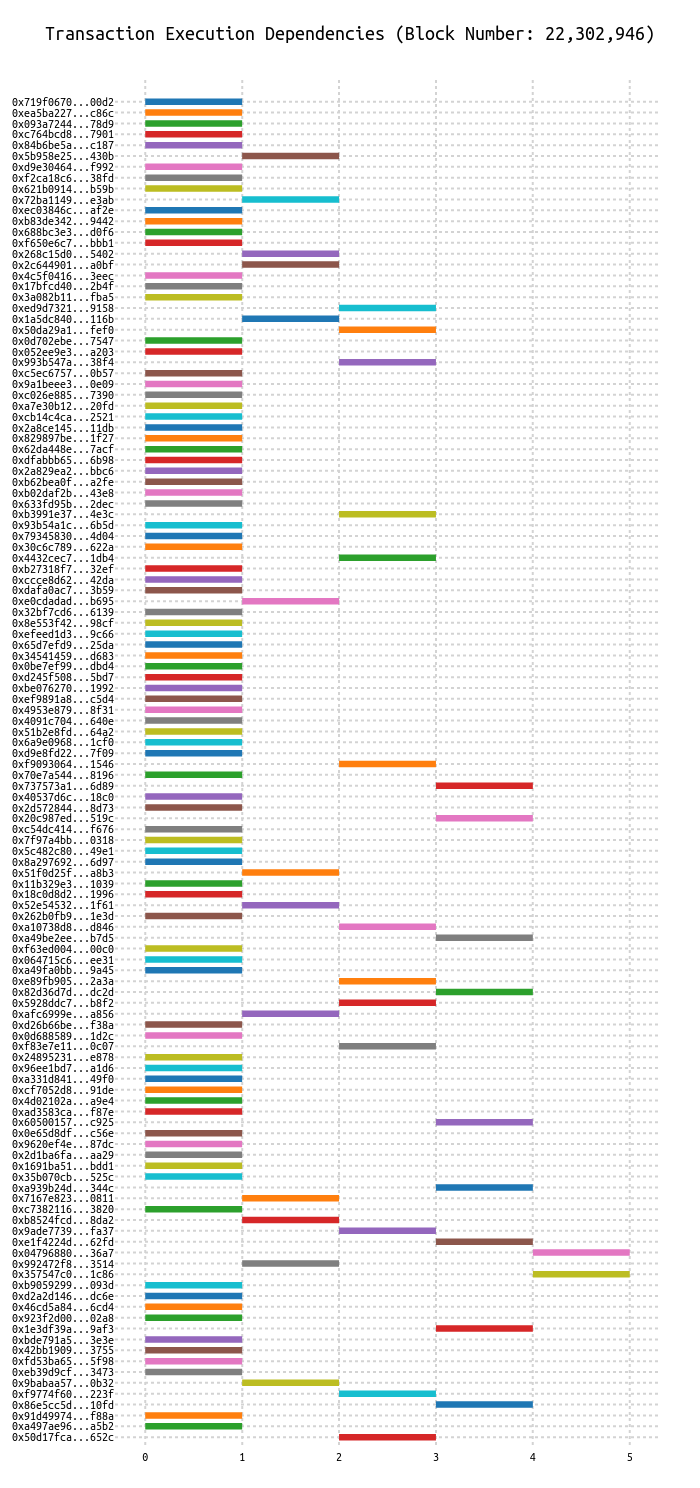 Transaction Execution Dependencies (Block Number: 22,302,946)
0x719f0670...00d2
0xea5ba227...c86c
0x093a7244...78d9
0xc764bcd8...7901
0x84b6be5a...c187
0x5b958e25...430b
0xd9e30464...f992
0xf2ca18c6...38fd
0x621b0914...b59b
0x72ba1149...e3ab
0xec03846c...af2e
0xb83de342...9442
0x688bc3e3...d0f6
0xf650e6c7...bbb1
0x268c15d0...5402
0x2c644901...a0bf
0x4c5f0416...3eec
0x17bfcd40...2b4f
0x3a082b11...fba5
0xed9d7321...9158
0x1a5dc840...116b
0x50da29a1...fef0
0x0d702ebe...7547
0x052ee9e3...a203
0x993b547a...38f4
0xc5ec6757...0b57
0x9a1beee3...0e09
0xc026e885...7390
0xa7e30b12...20fd
0xcb14c4ca...2521
0x2a8ce145...11db
0x829897be...1f27
0x62da448e...7acf
0xdfabbb65...6b98
0x2a829ea2...bbc6
0xb62bea0f...a2fe
0xb02daf2b...43e8
0x633fd95b...2dec
0xb3991e37...4e3c
0x93b54a1c...6b5d
0x79345830...4d04
0x30c6c789...622a
0x4432cec7...1db4
0xb27318f7...32ef
0xccce8d62...42da
0xdafa0ac7...3b59
0xe0cdadad...b695
0x32bf7cd6...6139
0x8e553f42...98cf
0xefeed1d3...9c66
0x65d7efd9...25da
0x34541459...d683
0x0be7ef99...dbd4
0xd245f508...5bd7
0xbe076270...1992
0xef9891a8...c5d4
0x4953e879...8f31
0x4091c704...640e
0x51b2e8fd...64a2
0x6a9e0968...1cf0
0xd9e8fd22...7f09
0xf9093064...1546
0x70e7a544...8196
0x737573a1...6d89
0x40537d6c...18c0
0x2d572844...8d73
0x20c987ed...519c
0xc54dc414...f676
0x7f97a4bb...0318
0x5c482c80...49e1
0x8a297692...6d97
0x51f0d25f...a8b3
0x11b329e3...1039
0x18c0d8d2...1996
0x52e54532...1f61
0x262b0fb9...1e3d
0xa10738d8...d846
0xa49be2ee...b7d5
0xf63ed004...00c0
0x064715c6...ee31
0xa49fa0bb...9a45
0xe89fb905...2a3a
0x82d36d7d...dc2d
0x5928ddc7...b8f2
0xafc6999e...a856
0xd26b66be...f38a
0x0d688589...1d2c
0xf83e7e11...0c07
0x24895231...e878
0x96ee1bd7...a1d6
0xa331d841...49f0
0xcf7052d8...91de
0x4d02102a...a9e4
0xad3583ca...f87e
0x60500157...c925
0x0e65d8df...c56e
0x9620ef4e...87dc
0x2d1ba6fa...aa29
0x1691ba51...bdd1
0x35b070cb...525c
0xa939b24d...344c
0x7167e823...0811
0xc7382116...3820
0xb8524fcd...8da2
0x9ade7739...fa37
0xe1f4224d...62fd
0x04796880...36a7
0x992472f8...3514
0x357547c0...1c86
0xb9059299...093d
0xd2a2d146...dc6e
0x46cd5a84...6cd4
0x923f2d00...02a8
0x1e3df39a...9af3
0xbde791a5...3e3e
0x42bb1909...3755
0xfd53ba65...5f98
0xeb39d9cf...3473
0x9babaa57...0b32
0xf9774f60...223f
0x86e5cc5d...10fd
0x91d49974...f88a
0xa497ae96...a5b2
0x50d17fca...652c
0 1 2 3 4 5